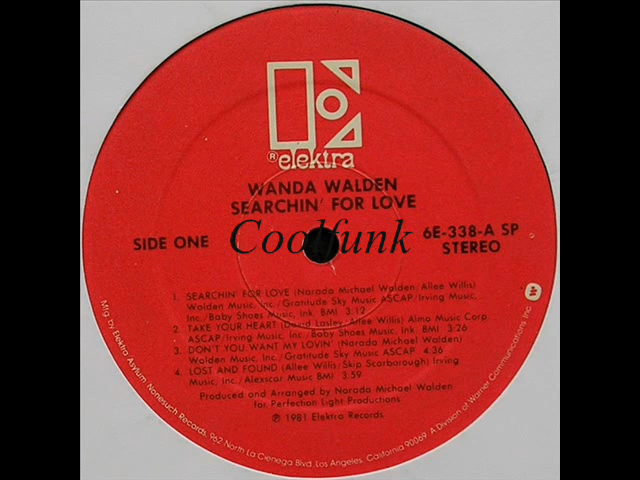 ® elektra
WANDA WALDEN
SEARCHIN' FOR LOVE
SIDE ONE
Coolfunk
6E-338-A SP
STEREO
1. SEARCHIN' FOR LOVE (Narada Michael Walden/Allee Willis)
Walden Music, Inc./Gratitude Sky Music ASCAP/Irving Music,
Inc./Baby Shoes Music, Inc. BMI 3:12
2. TAKE YOUR HEART (David Lasley/Allee Willis) Almo Music Corp.
ASCAP/Irving Music, Inc./Baby Shoes Music, Ink. BMI 3:26
3. DON'T YOU WANT MY LOVIN' (Narada Michael Walden)
Walden Music, Inc./Gratitude Sky Music ASCAP 4:36
4. LOST AND FOUND (Allee Willis/Skip Scarborough) Irving
Music, Inc./Alexscar Music BMI 3:59
Produced and Arranged by Narada Michael Walden
for Perfection Light Productions
℗ 1981 Elektra Records
Mfg by Elektra/Asylum/Nonesuch Records, 962 North La Cienega Blvd. Los Angeles, California 90069. A Division of Warner Communications Inc.